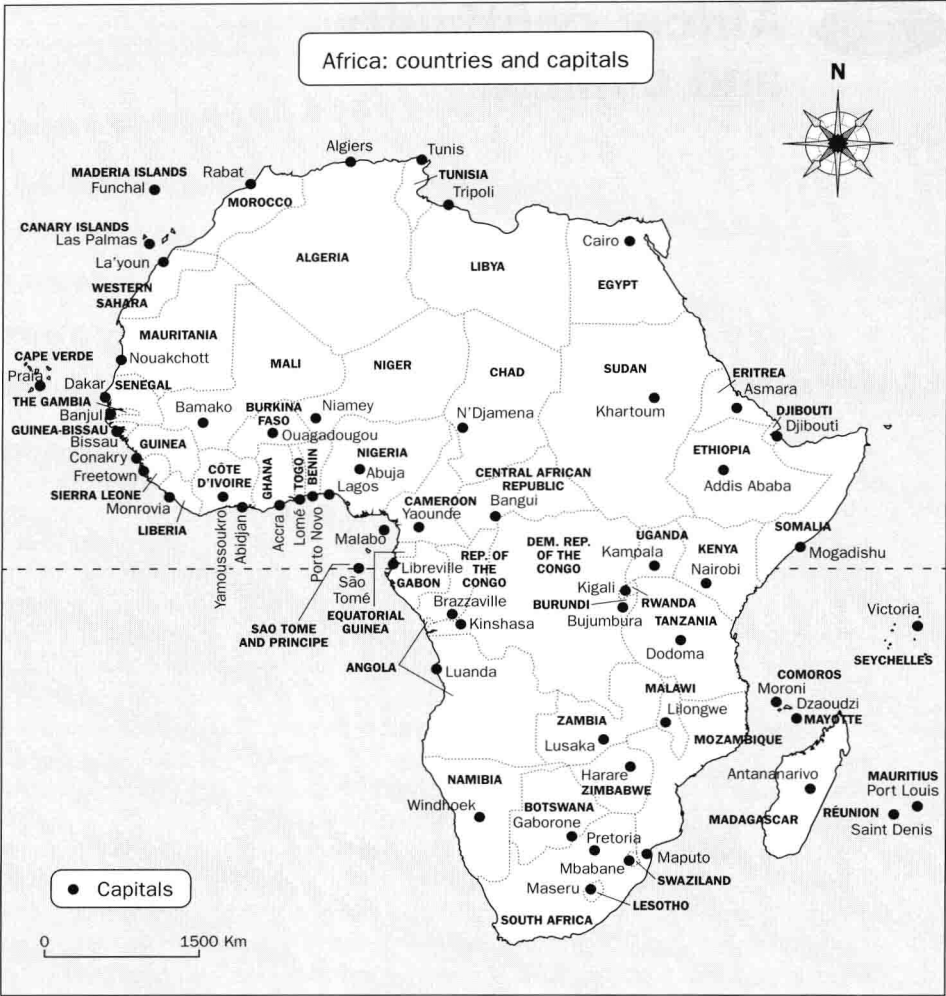 Africa: countries and capitals
N
Algiers
Tunis
MADERIA ISLANDS
Funchal
Rabat
TUNISIA
Tripoli
MOROCCO
CANARY ISLANDS
Las Palmas
La'youn
Cairo
ALGERIA
LIBYA
EGYPT
WESTERN
SAHARA
MAURITANIA
Nouakchott
CAPE VERDE
Praia
MALI
NIGER
CHAD
SUDAN
ERITREA
Asmara
Dakar
SENEGAL
THE GAMBIA
Banjul
GUINEA-BISSAU
Bissau
Bamako
BURKINA
FASO
Ouagadougou
Niamey
N'Djamena
Khartoum
DJIBOUTI
Djibouti
GUINEA
Conakry
Freetown
SIERRA LEONE
Monrovia
LIBERIA
CÔTE
D'IVOIRE
GHANA
TOGO
BENIN
NIGERIA
Abuja
Lagos
ETHIOPIA
Addis Ababa
CENTRAL AFRICAN
REPUBLIC
Bangui
CAMEROON
Yaounde
Yamoussoukro
Abidjan
Accra
Lomé
Porto Novo
Malabo
SOMALIA
Mogadishu
UGANDA
Kampala
KENYA
Nairobi
REP. OF
THE
CONGO
DEM. REP.
OF THE
CONGO
Libreville
GABON
São
Tomé
Kigali
RWANDA
BURUNDI
Bujumbura
TANZANIA
Dodoma
Brazzaville
Kinshasa
EQUATORIAL
GUINEA
SAO TOME
AND PRINCIPE
Victoria
SEYCHELLES
ANGOLA
Luanda
MALAWI
Lilongwe
COMOROS
Moroni
Dzaoudzi
MAYOTTE
ZAMBIA
Lusaka
MOZAMBIQUE
Harare
ZIMBABWE
Antananarivo
MADAGASCAR
MAURITIUS
Port Louis
RÉUNION
Saint Denis
NAMIBIA
Windhoek
BOTSWANA
Gaborone
Pretoria
Mbabane
Maputo
SWAZILAND
Maseru
LESOTHO
SOUTH AFRICA
Capitals
0 1500 Km